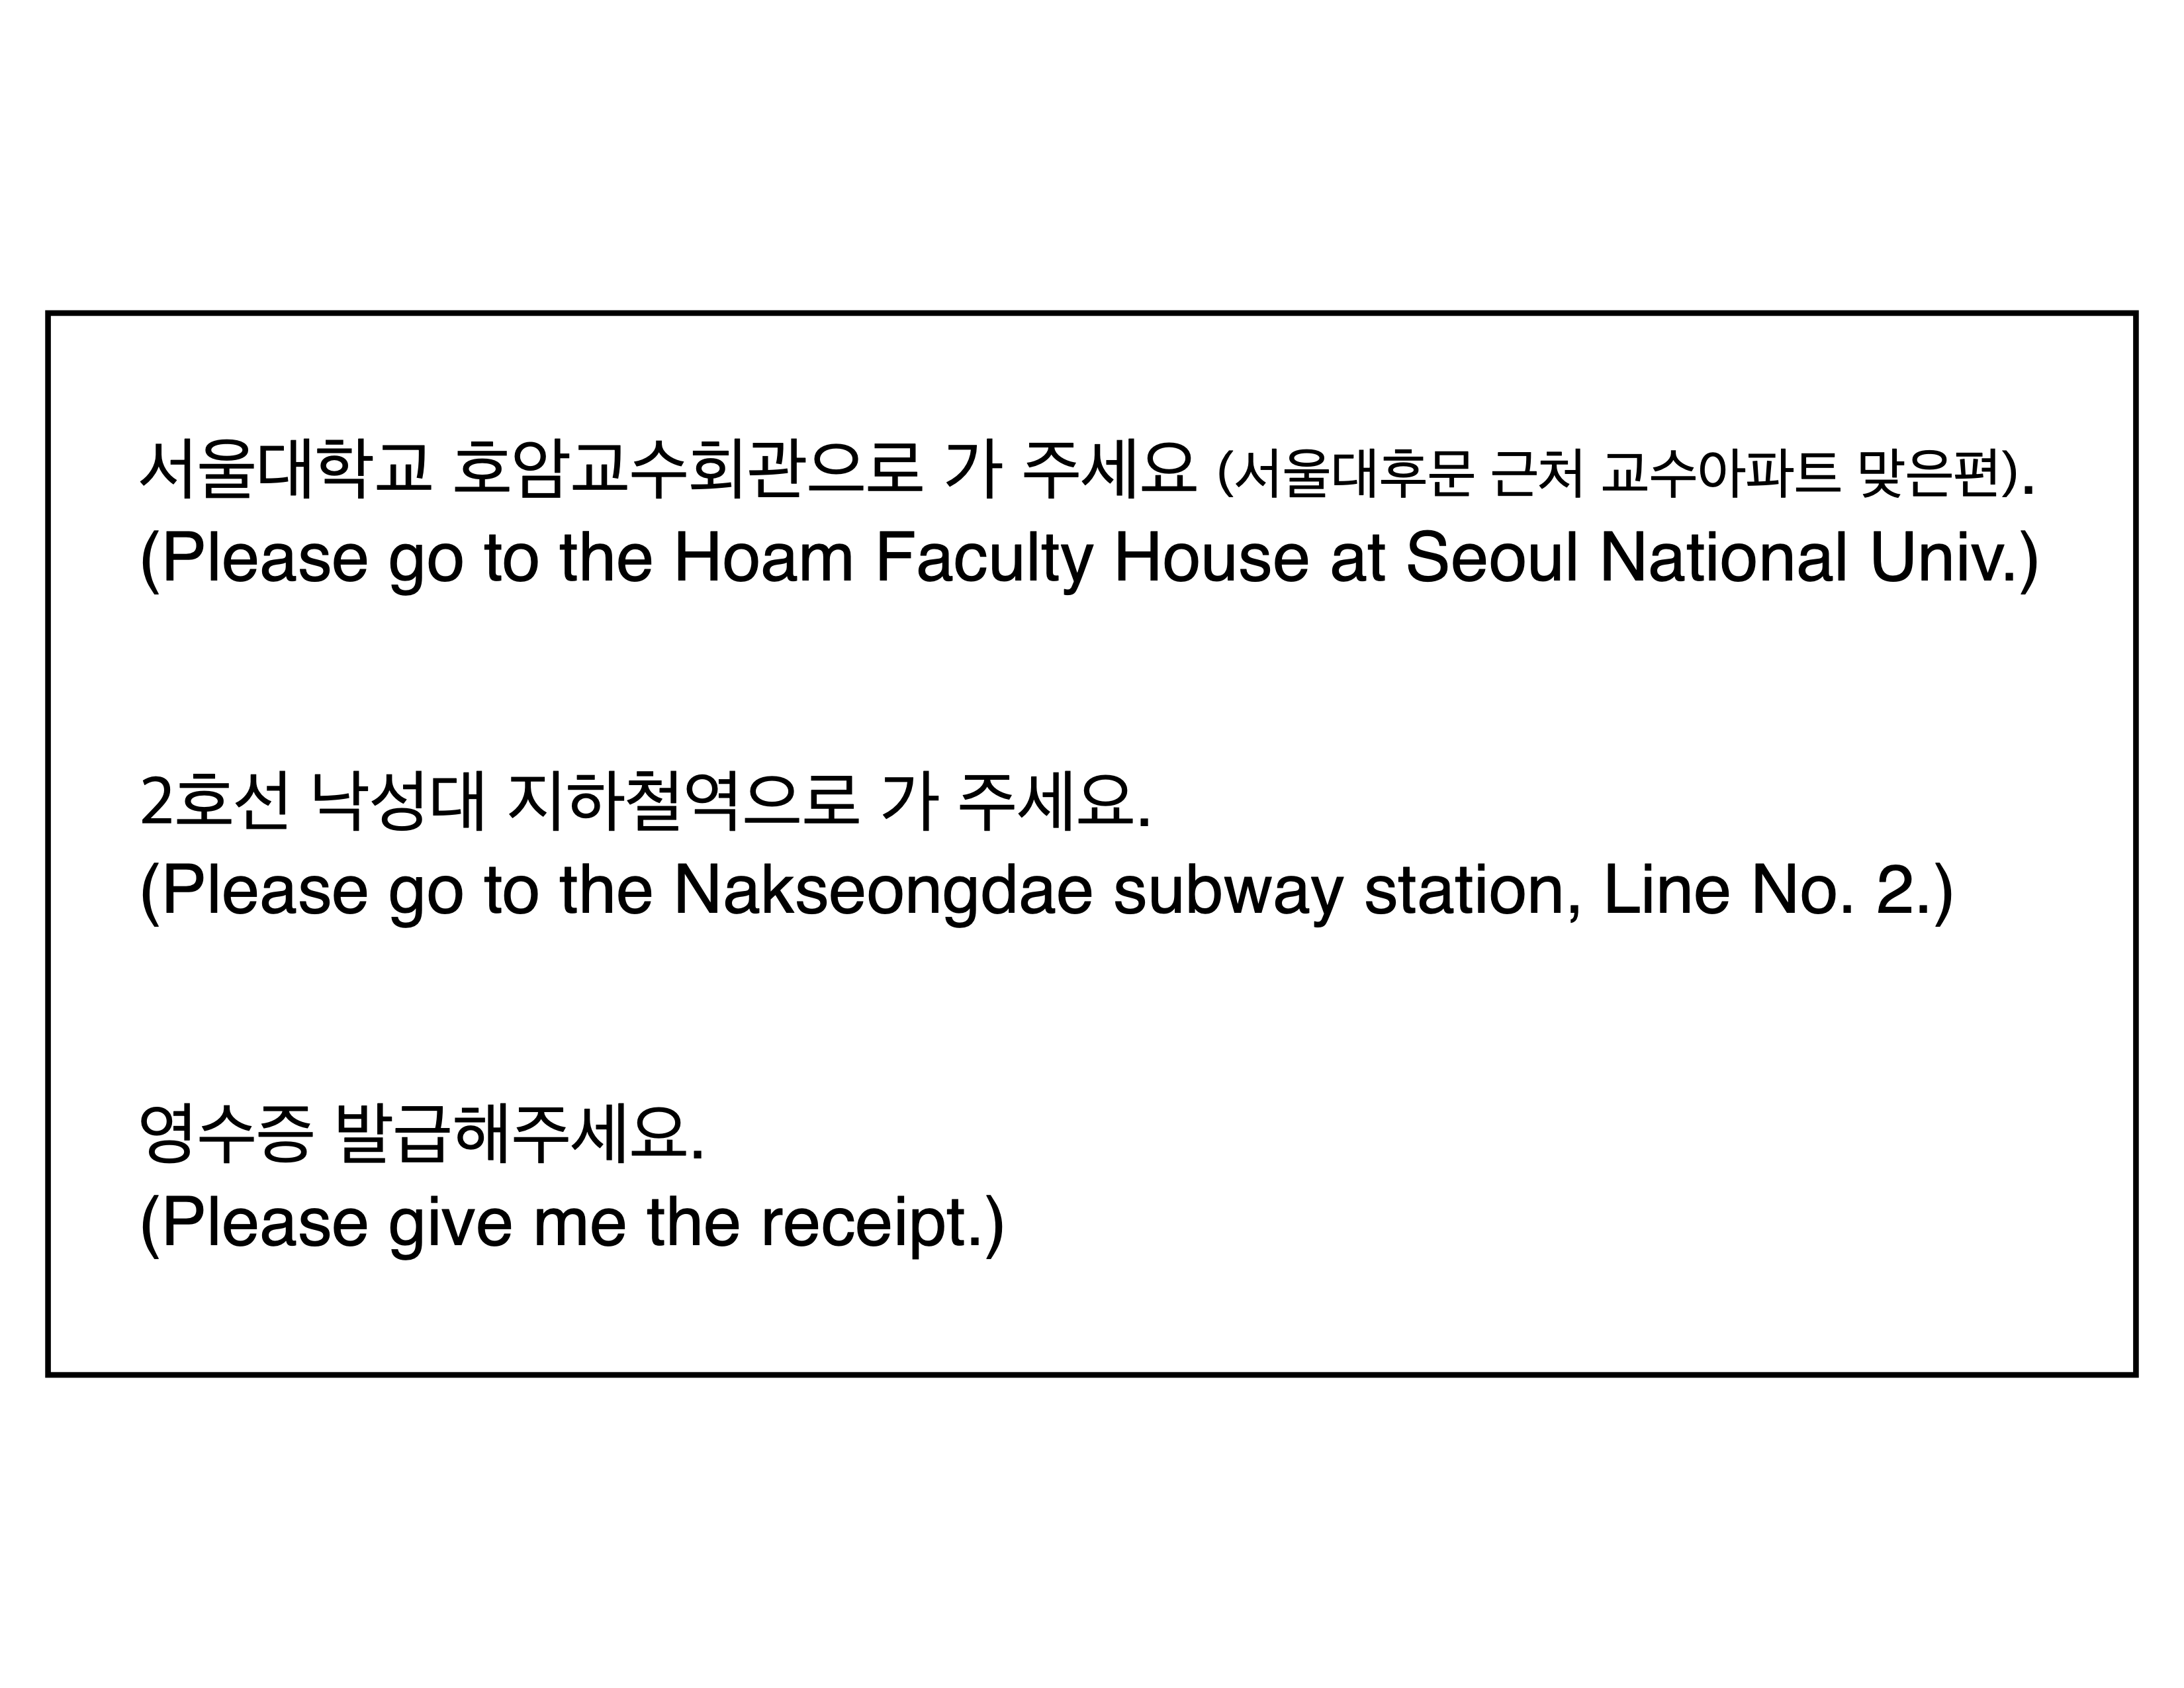 서울대학교 호암교수회관으로 가 주세요 (서울대후문 근처 교수아파트 맞은편).
(Please go to the Hoam Faculty House at Seoul National Univ.)
2호선 낙성대 지하철역으로 가 주세요.
(Please go to the Nakseongdae subway station, Line No. 2.)
영수증 발급해주세요.
(Please give me the receipt.)